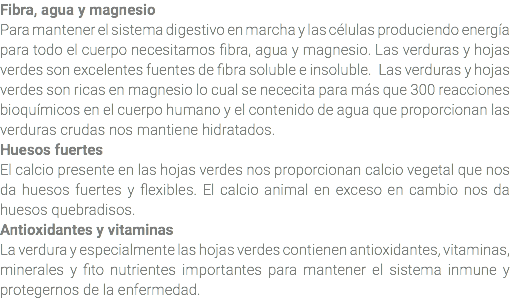 Fibra, agua y magnesio
Para mantener el sistema digestivo en marcha y las células produciendo energía
para todo el cuerpo necesitamos fibra, agua y magnesio. Las verduras y hojas
verdes son excelentes fuentes de fibra soluble e insoluble. Las verduras y hojas
verdes son ricas en magnesio lo cual se nececita para más que 300 reacciones
bioquímicos en el cuerpo humano y el contenido de agua que proporcionan las
verduras crudas nos mantiene hidratados.
Huesos fuertes
El calcio presente en las hojas verdes nos proporcionan calcio vegetal que nos
da huesos fuertes y flexibles. El calcio animal en exceso en cambio nos da
huesos quebradisos.
Antioxidantes y vitaminas
La verdura y especialmente las hojas verdes contienen antioxidantes, vitaminas,
minerales y fito nutrientes importantes para mantener el sistema inmune y
protegernos de la enfermedad.